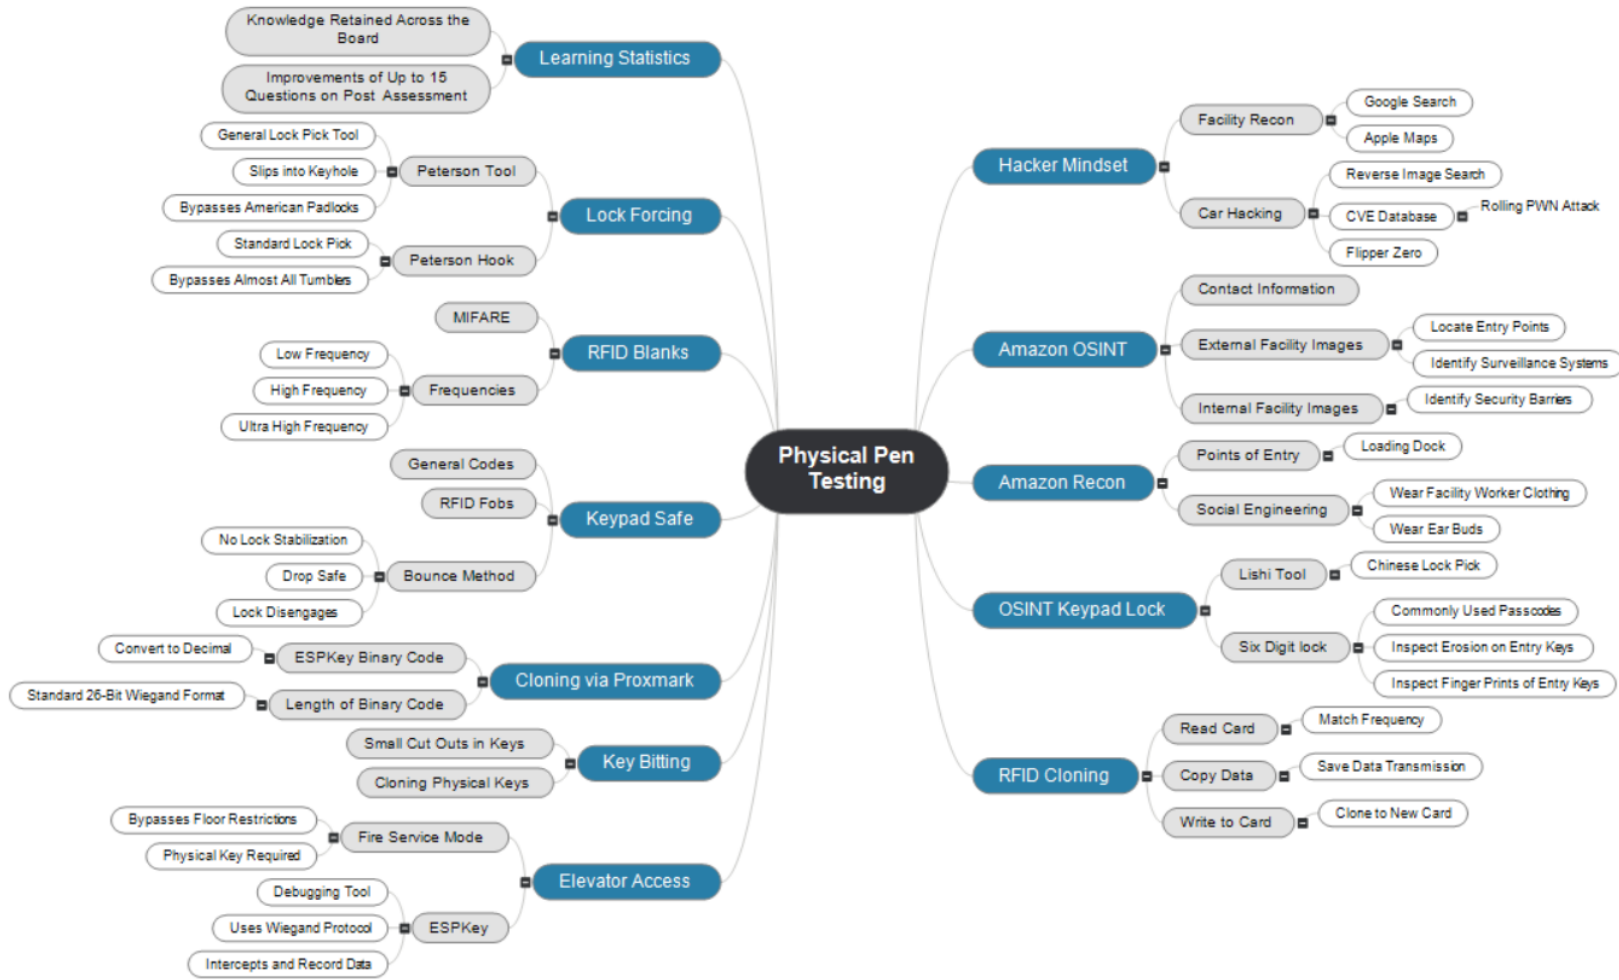 Knowledge Retained Across the
Board
Learning Statistics
Improvements of Up to 15
Questions on Post Assessment
General Lock Pick Tool
Slips into Keyhole
Peterson Tool
Bypasses American Padlocks
Lock Forcing
Standard Lock Pick
Peterson Hook
Bypasses Almost All Tumblers
MIFARE
RFID Blanks
Low Frequency
High Frequency
Frequencies
Ultra High Frequency
General Codes
RFID Fobs
Keypad Safe
No Lock Stabilization
Drop Safe
Bounce Method
Lock Disengages
Convert to Decimal
ESPKey Binary Code
Cloning via Proxmark
Standard 26-Bit Wiegand Format
Length of Binary Code
Small Cut Outs in Keys
Key Bitting
Cloning Physical Keys
Bypasses Floor Restrictions
Fire Service Mode
Physical Key Required
Elevator Access
Debugging Tool
Uses Wiegand Protocol
ESPKey
Intercepts and Record Data
Physical Pen
Testing
Hacker Mindset
Facility Recon
Google Search
Apple Maps
Car Hacking
Reverse Image Search
CVE Database
Rolling PWN Attack
Flipper Zero
Amazon OSINT
Contact Information
External Facility Images
Locate Entry Points
Identify Surveillance Systems
Internal Facility Images
Identify Security Barriers
Amazon Recon
Points of Entry
Loading Dock
Social Engineering
Wear Facility Worker Clothing
Wear Ear Buds
OSINT Keypad Lock
Lishi Tool
Chinese Lock Pick
Six Digit lock
Commonly Used Passcodes
Inspect Erosion on Entry Keys
Inspect Finger Prints of Entry Keys
RFID Cloning
Read Card
Match Frequency
Copy Data
Save Data Transmission
Write to Card
Clone to New Card